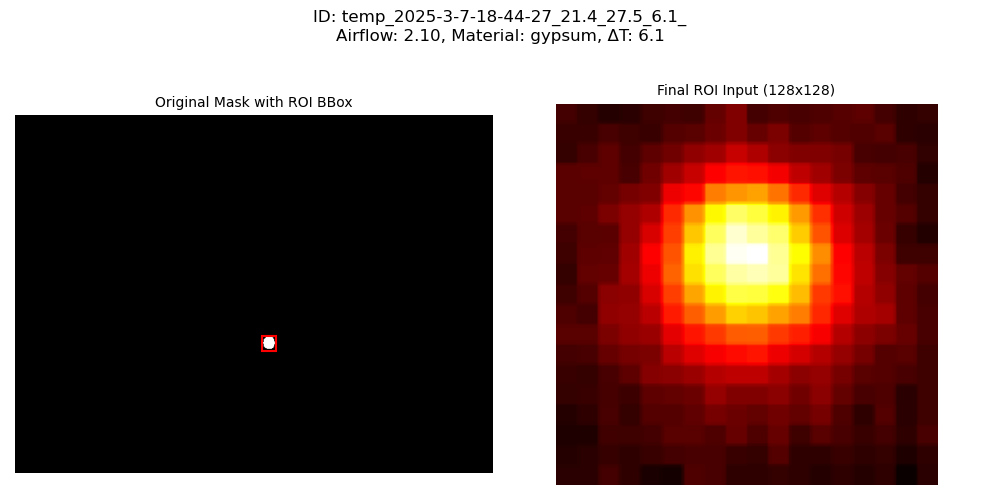 ID: temp_2025-3-7-18-44-27_21.4_27.5_6.1_
Airflow: 2.10, Material: gypsum, ΔT: 6.1
Original Mask with ROI BBox
Final ROI Input (128x128)